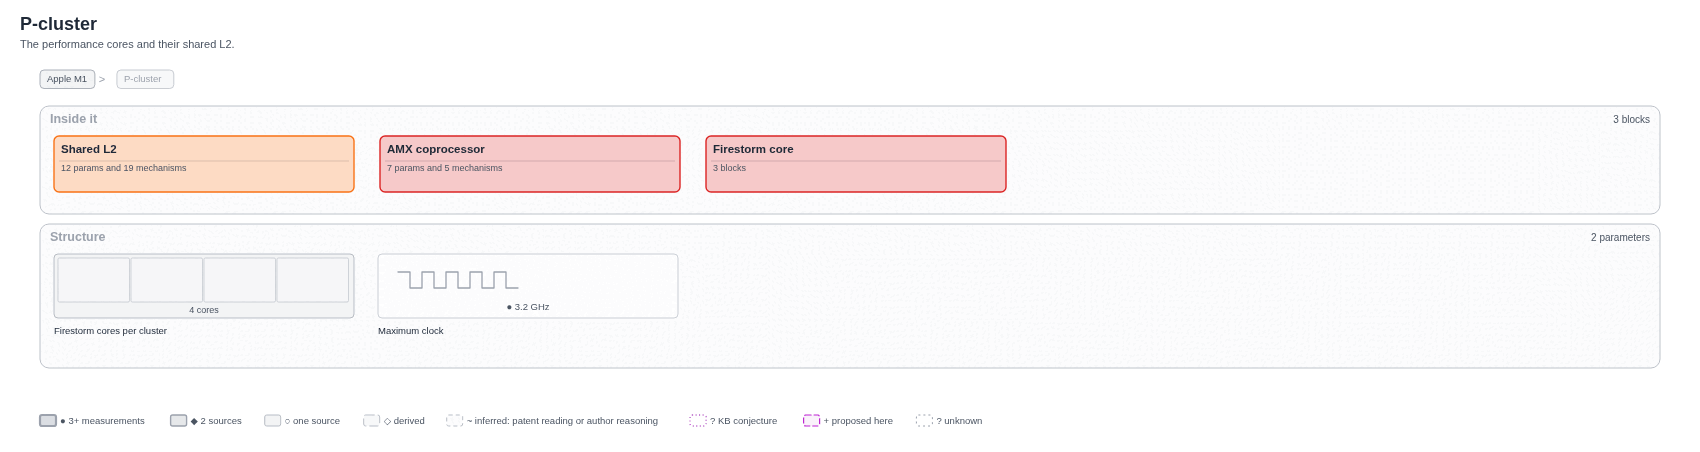 P-cluster
The performance cores and their shared L2.
Apple M1 > P-cluster
Inside it
3 blocks
Shared L2
12 params and 19 mechanisms
AMX coprocessor
7 params and 5 mechanisms
Firestorm core
3 blocks
Structure
2 parameters
4 cores
Firestorm cores per cluster
● 3.2 GHz
Maximum clock
● 3+ measurements
◆ 2 sources
○ one source
◇ derived
~ inferred: patent reading or author reasoning
? KB conjecture
+ proposed here
? unknown